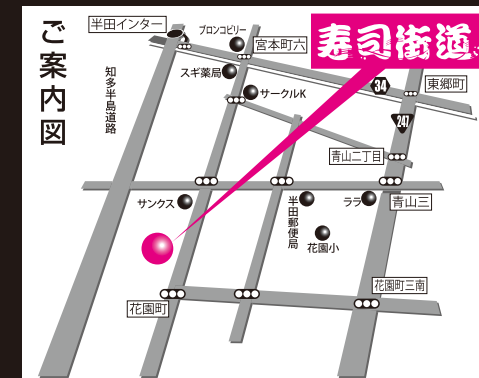 ご案内図
半田インター
ブロンコビリー
宮本町六
寿司街道
スギ薬局
知多半島道路
サークルK
34
東郷町
247
青山二丁目
サンクス
半田郵便局
ララ
青山三
花園小
花園町
花園町三南